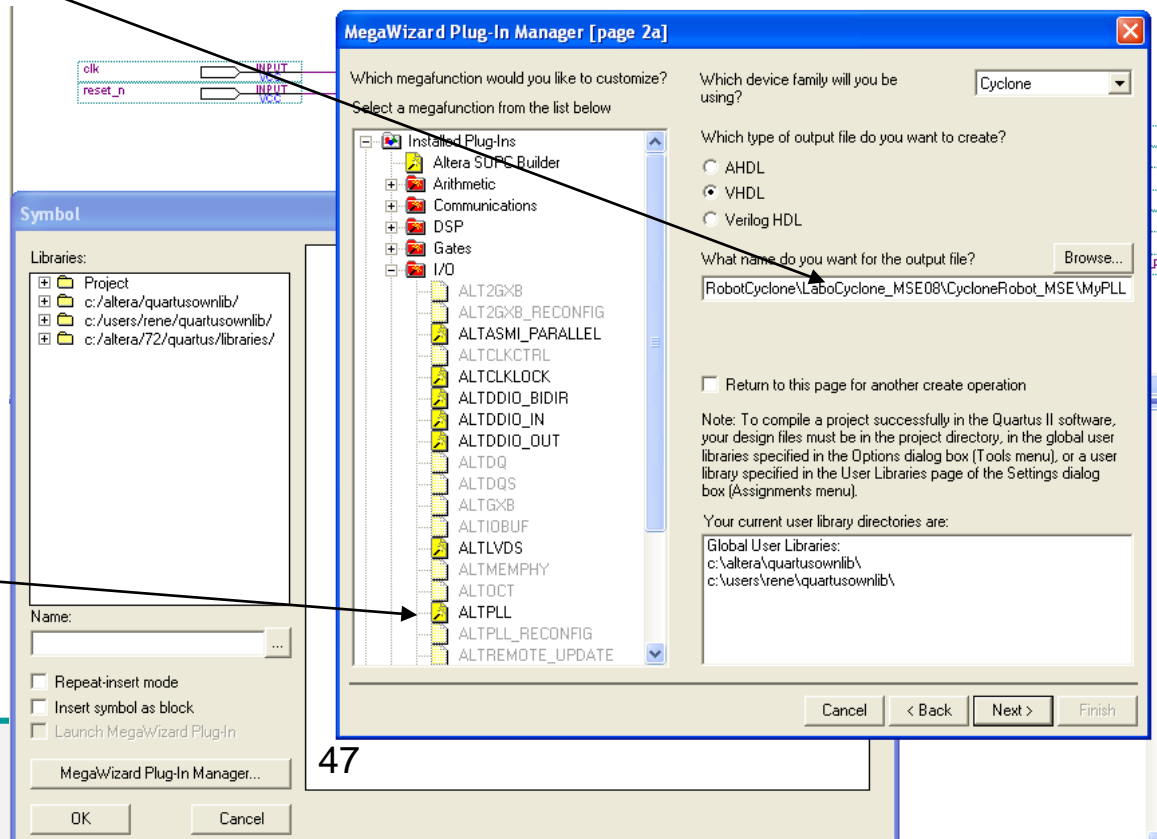 clk
INPUT
VCC
reset_n
INPUT
VCC
Symbol
Libraries:
Project
c:/altera/quartusownlib/
c:/users/rene/quartusownlib/
c:/altera/72/quartus/libraries/
Name:
...
Repeat-insert mode
Insert symbol as block
Launch MegaWizard Plug-In
MegaWizard Plug-In Manager...
OK
Cancel
MegaWizard Plug-In Manager [page 2a]
Which megafunction would you like to customize?
Select a megafunction from the list below
Installed Plug-Ins
Altera SOPC Builder
Arithmetic
Communications
DSP
Gates
I/O
ALT2GXB
ALT2GXB_RECONFIG
ALTASMI_PARALLEL
ALTCLKCTRL
ALTCLKLOCK
ALTDDIO_BIDIR
ALTDDIO_IN
ALTDDIO_OUT
ALTDQ
ALTDQS
ALTGXB
ALTIOBUF
ALTLVDS
ALTMEMPHY
ALTOCT
ALTPLL
ALTPLL_RECONFIG
ALTREMOTE_UPDATE
Which device family will you be
using?
Cyclone
Which type of output file do you want to create?
AHDL
VHDL
Verilog HDL
What name do you want for the output file?
Browse...
RobotCyclone\LaboCyclone_MSE08\CycloneRobot_MSE\MyPLL
Return to this page for another create operation
Note: To compile a project successfully in the Quartus II software,
your design files must be in the project directory, in the global user
libraries specified in the Options dialog box (Tools menu), or a user
library specified in the User Libraries page of the Settings dialog
box (Assignments menu).
Your current user library directories are:
Global User Libraries:
c:\altera\quartusownlib\
c:\users\rene\quartusownlib\
Cancel
< Back
Next >
Finish
47